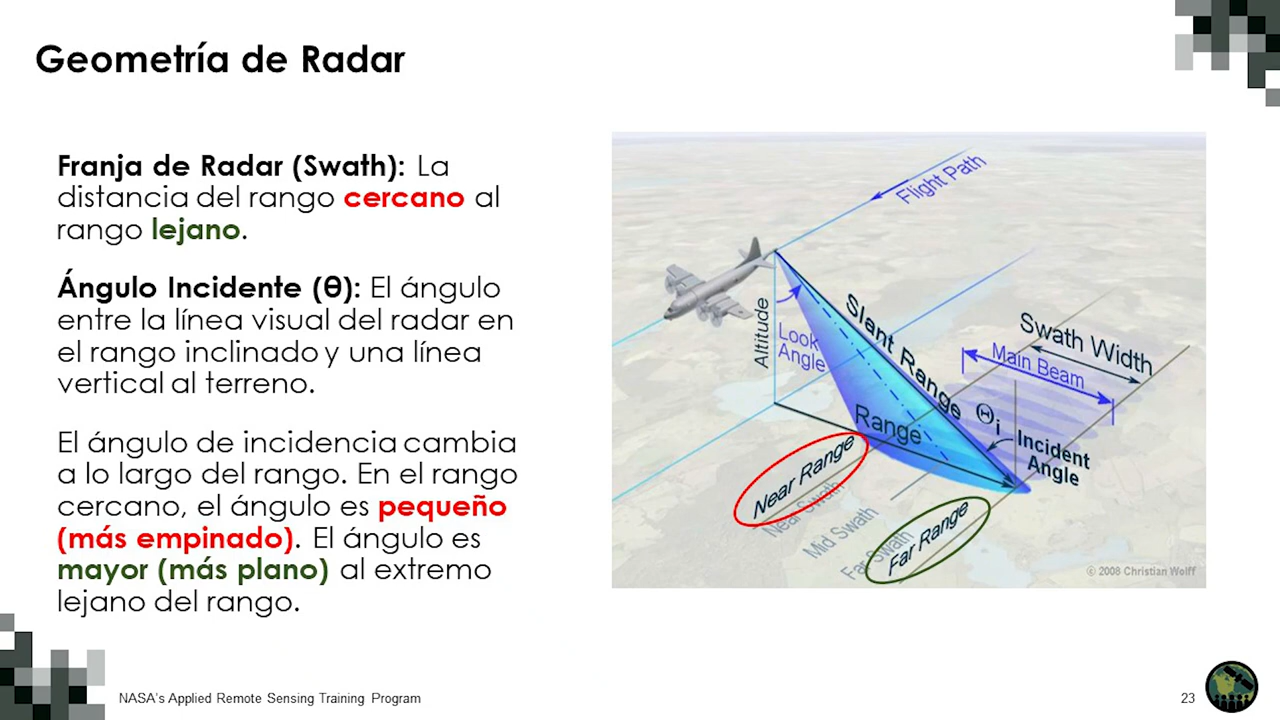 Geometría de Radar
Franja de Radar (Swath): La
distancia del rango cercano al
rango lejano.
Ángulo Incidente (θ): El ángulo
entre la línea visual del radar en
el rango inclinado y una línea
vertical al terreno.
El ángulo de incidencia cambia
a lo largo del rango. En el rango
cercano, el ángulo es pequeño
(más empinado). El ángulo es
mayor (más plano) al extremo
lejano del rango.
Flight Path
Altitude
Look
Angle
Slant Range
Swath Width
Main Beam
Θi
Incident
Angle
Range
Near Range
Near Swath
Mid Swath
Far Swath
Far Range
© 2008 Christian Wolff
NASA's Applied Remote Sensing Training Program
23